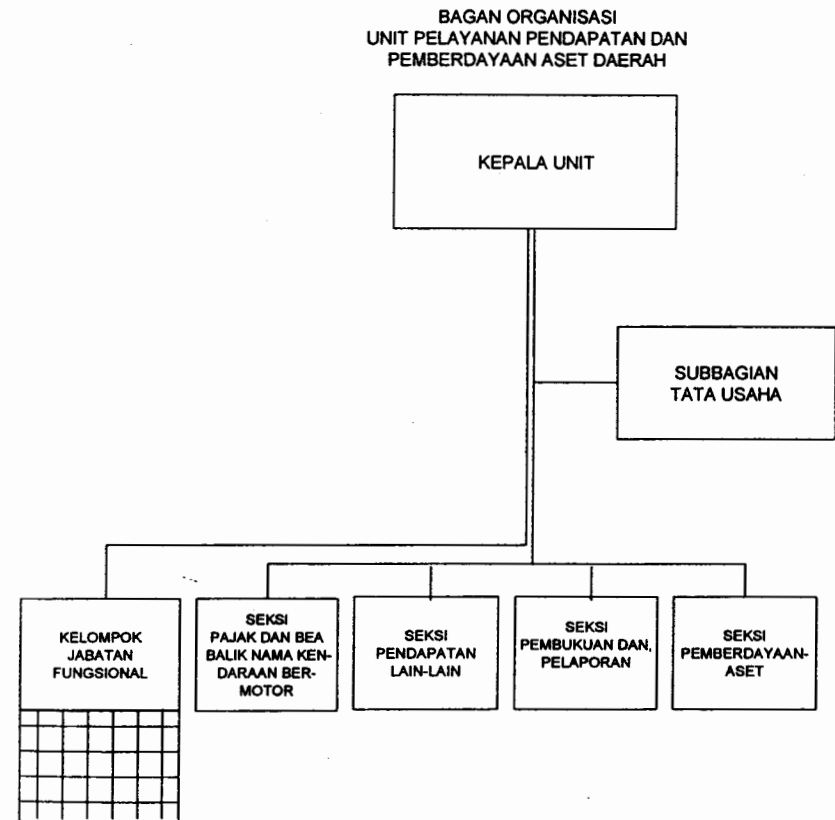 BAGAN ORGANISASI
UNIT PELAYANAN PENDAPATAN DAN
PEMBERDAYAAN ASET DAERAH
KEPALA UNIT
SUBBAGIAN
TATA USAHA
KELOMPOK
JABATAN
FUNGSIONAL
SEKSI
PAJAK DAN BEA
BALIK NAMA KEN-
DARAAN BER-
MOTOR
SEKSI
PENDAPATAN
LAIN-LAIN
SEKSI
PEMBUKUAN DAN,
PELAPORAN
SEKSI
PEMBERDAYAAN-
ASET